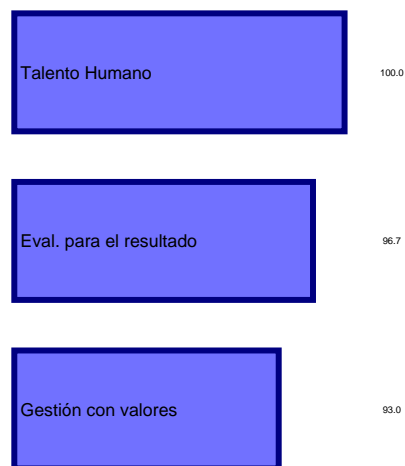 Talento Humano 100.0
Eval. para el resultado 96.7
Gestión con valores 93.0